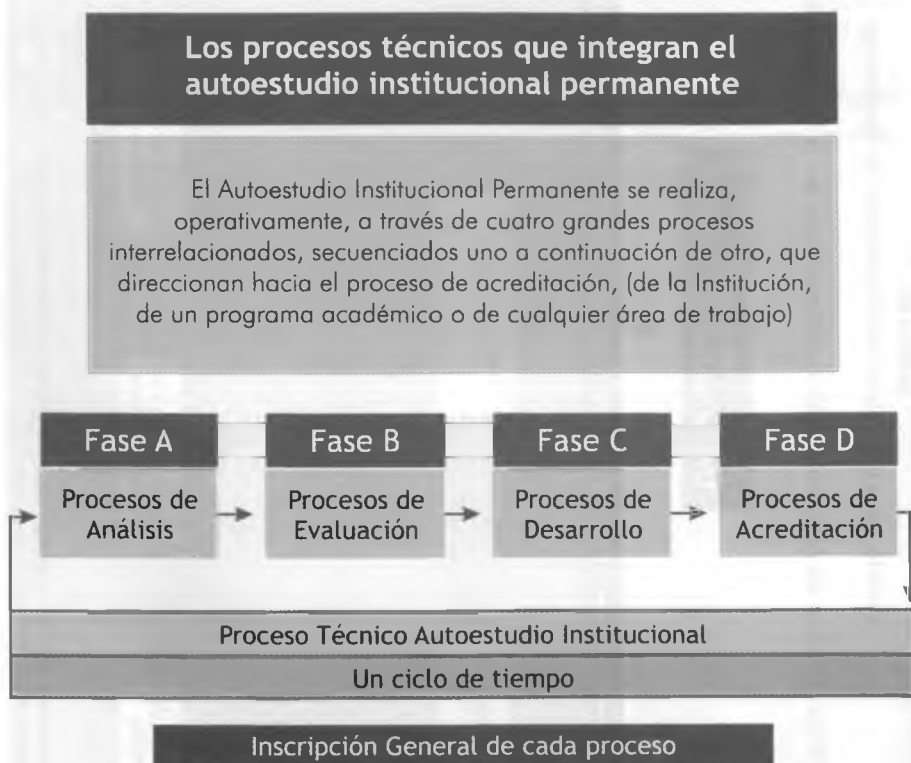 Los procesos técnicos que integran el
autoestudio institucional permanente
El Autoestudio Institucional Permanente se realiza,
operativamente, a través de cuatro grandes procesos
interrelacionados, secuenciados uno a continuación de otro, que
direccionan hacia el proceso de acreditación, (de la Institución,
de un programa académico o de cualquier área de trabajo)
Fase A
Procesos de
Análisis
Fase B
Procesos de
Evaluación
Fase C
Procesos de
Desarrollo
Fase D
Procesos de
Acreditación
Proceso Técnico Autoestudio Institucional
Un ciclo de tiempo
Inscripción General de cada proceso